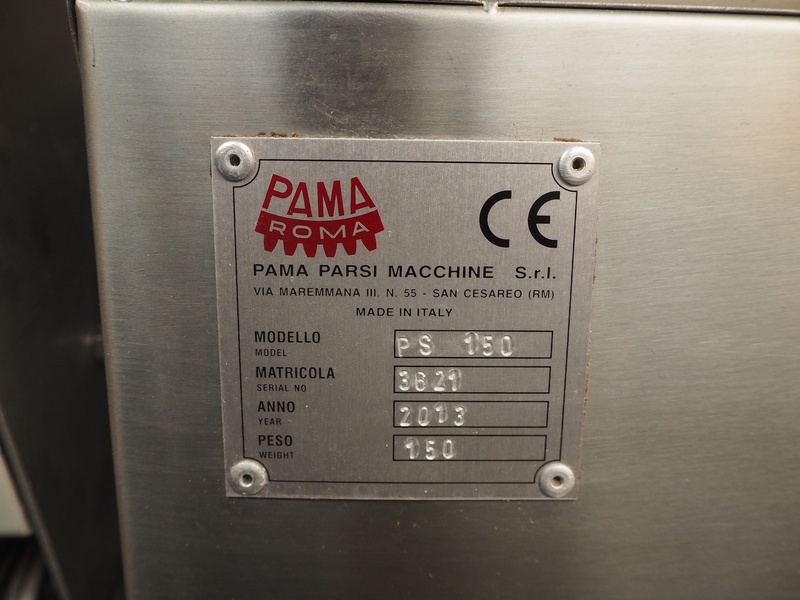 PAMA
ROMA
CE
PAMA PARSI MACCHINE S.r.l.
VIA MAREMMANA III, N. 55 - SAN CESAREO (RM)
MADE IN ITALY
MODELLO
MODEL
PS 150
MATRICOLA
SERIAL NO
3621
ANNO
YEAR
2013
PESO
WEIGHT
150